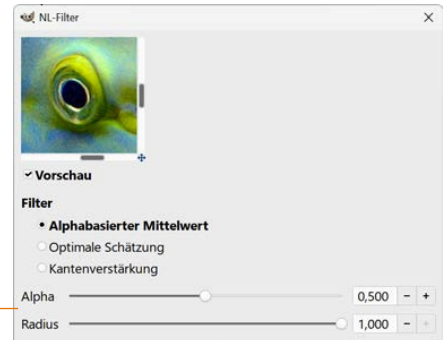 NL-Filter
Vorschau
Filter
Alphabasierter Mittelwert
Optimale Schätzung
Kantenverstärkung
Alpha 0,500 - +
Radius 1,000 - +